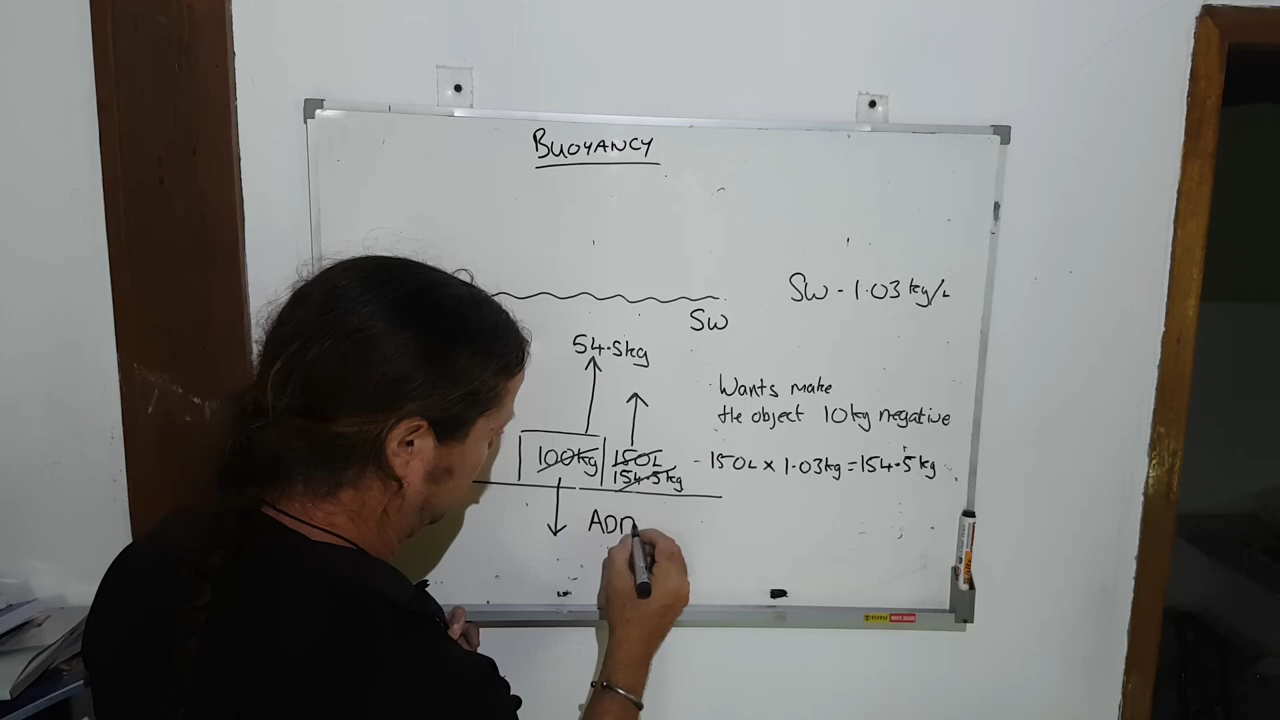 BUOYANCY
SW - 1.03 kg/L
SW
54.5kg
Wants make
the object 10kg negative
100kg 150L - 150L x 1.03kg = 154.5kg
154.5kg
ADD